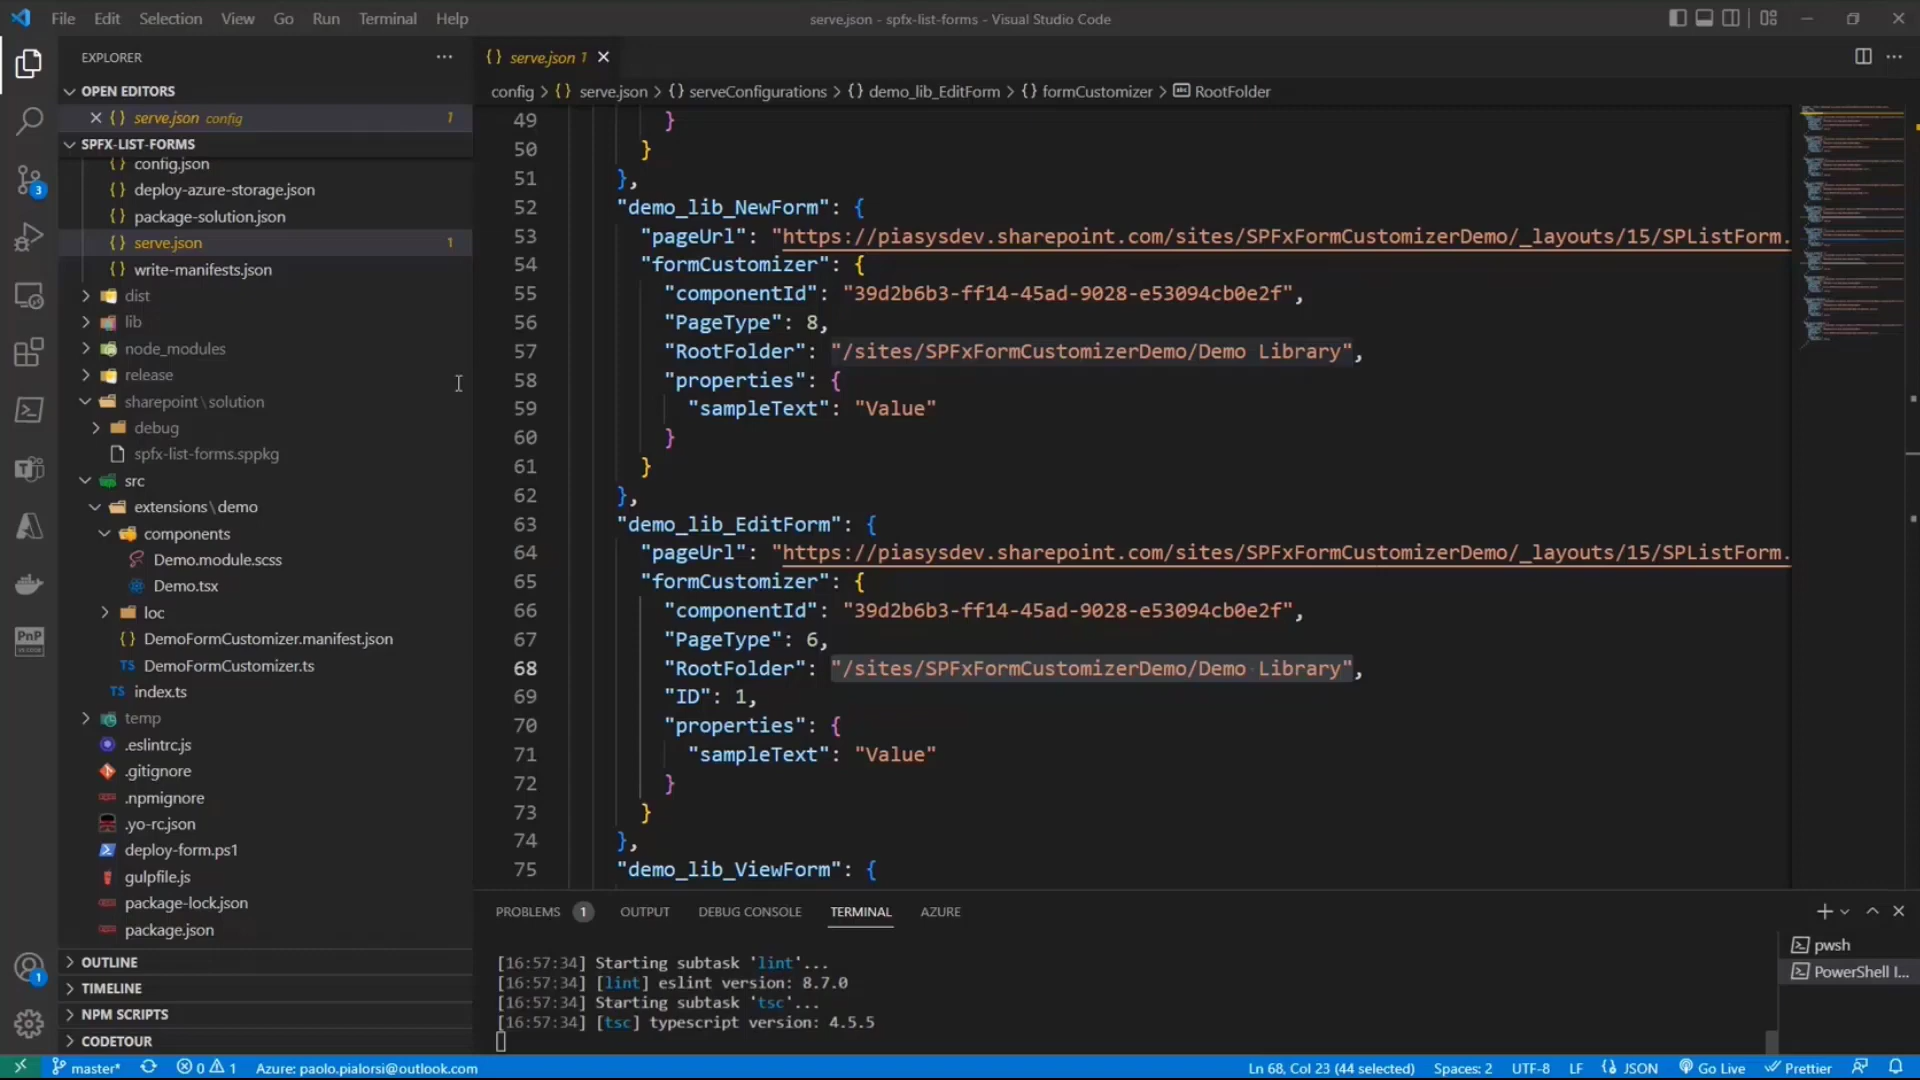 File Edit Selection View Go Run Terminal Help
serve.json - spfx-list-forms - Visual Studio Code
EXPLORER
OPEN EDITORS
{} serve.json config 1
SPFX-LIST-FORMS
{} config.json
{} deploy-azure-storage.json
{} package-solution.json
{} serve.json 1
{} write-manifests.json
dist
lib
node_modules
release
sharepoint\solution
debug
spfx-list-forms.sppkg
src
extensions\demo
components
Demo.module.scss
Demo.tsx
loc
{} DemoFormCustomizer.manifest.json
TS DemoFormCustomizer.ts
TS index.ts
temp
.eslintrc.js
.gitignore
.npmignore
.yo-rc.json
deploy-form.ps1
gulpfile.js
package-lock.json
package.json
OUTLINE
TIMELINE
NPM SCRIPTS
CODETOUR
3
PnP
1
{} serve.json 1
config > {} serve.json > {} serveConfigurations > {} demo_lib_EditForm > {} formCustomizer > RootFolder
49 }
50 }
51 },
52 "demo_lib_NewForm": {
53 "pageUrl": "https://piasysdev.sharepoint.com/sites/SPFxFormCustomizerDemo/_layouts/15/SPListForm.
54 "formCustomizer": {
55 "componentId": "39d2b6b3-ff14-45ad-9028-e53094cb0e2f",
56 "PageType": 8,
57 "RootFolder": "/sites/SPFxFormCustomizerDemo/Demo Library",
58 "properties": {
59 "sampleText": "Value"
60 }
61 }
62 },
63 "demo_lib_EditForm": {
64 "pageUrl": "https://piasysdev.sharepoint.com/sites/SPFxFormCustomizerDemo/_layouts/15/SPListForm.
65 "formCustomizer": {
66 "componentId": "39d2b6b3-ff14-45ad-9028-e53094cb0e2f",
67 "PageType": 6,
68 "RootFolder": "/sites/SPFxFormCustomizerDemo/Demo Library",
69 "ID": 1,
70 "properties": {
71 "sampleText": "Value"
72 }
73 }
74 },
75 "demo_lib_ViewForm": {
PROBLEMS 1 OUTPUT DEBUG CONSOLE TERMINAL AZURE
[16:57:34] Starting subtask 'lint'...
[16:57:34] [lint] eslint version: 8.7.0
[16:57:34] Starting subtask 'tsc'...
[16:57:34] [tsc] typescript version: 4.5.5
pwsh
PowerShell I...
master* 0 1 Azure: paolo.pialorsi@outlook.com Ln 68, Col 23 (44 selected) Spaces: 2 UTF-8 LF {} JSON Go Live Prettier